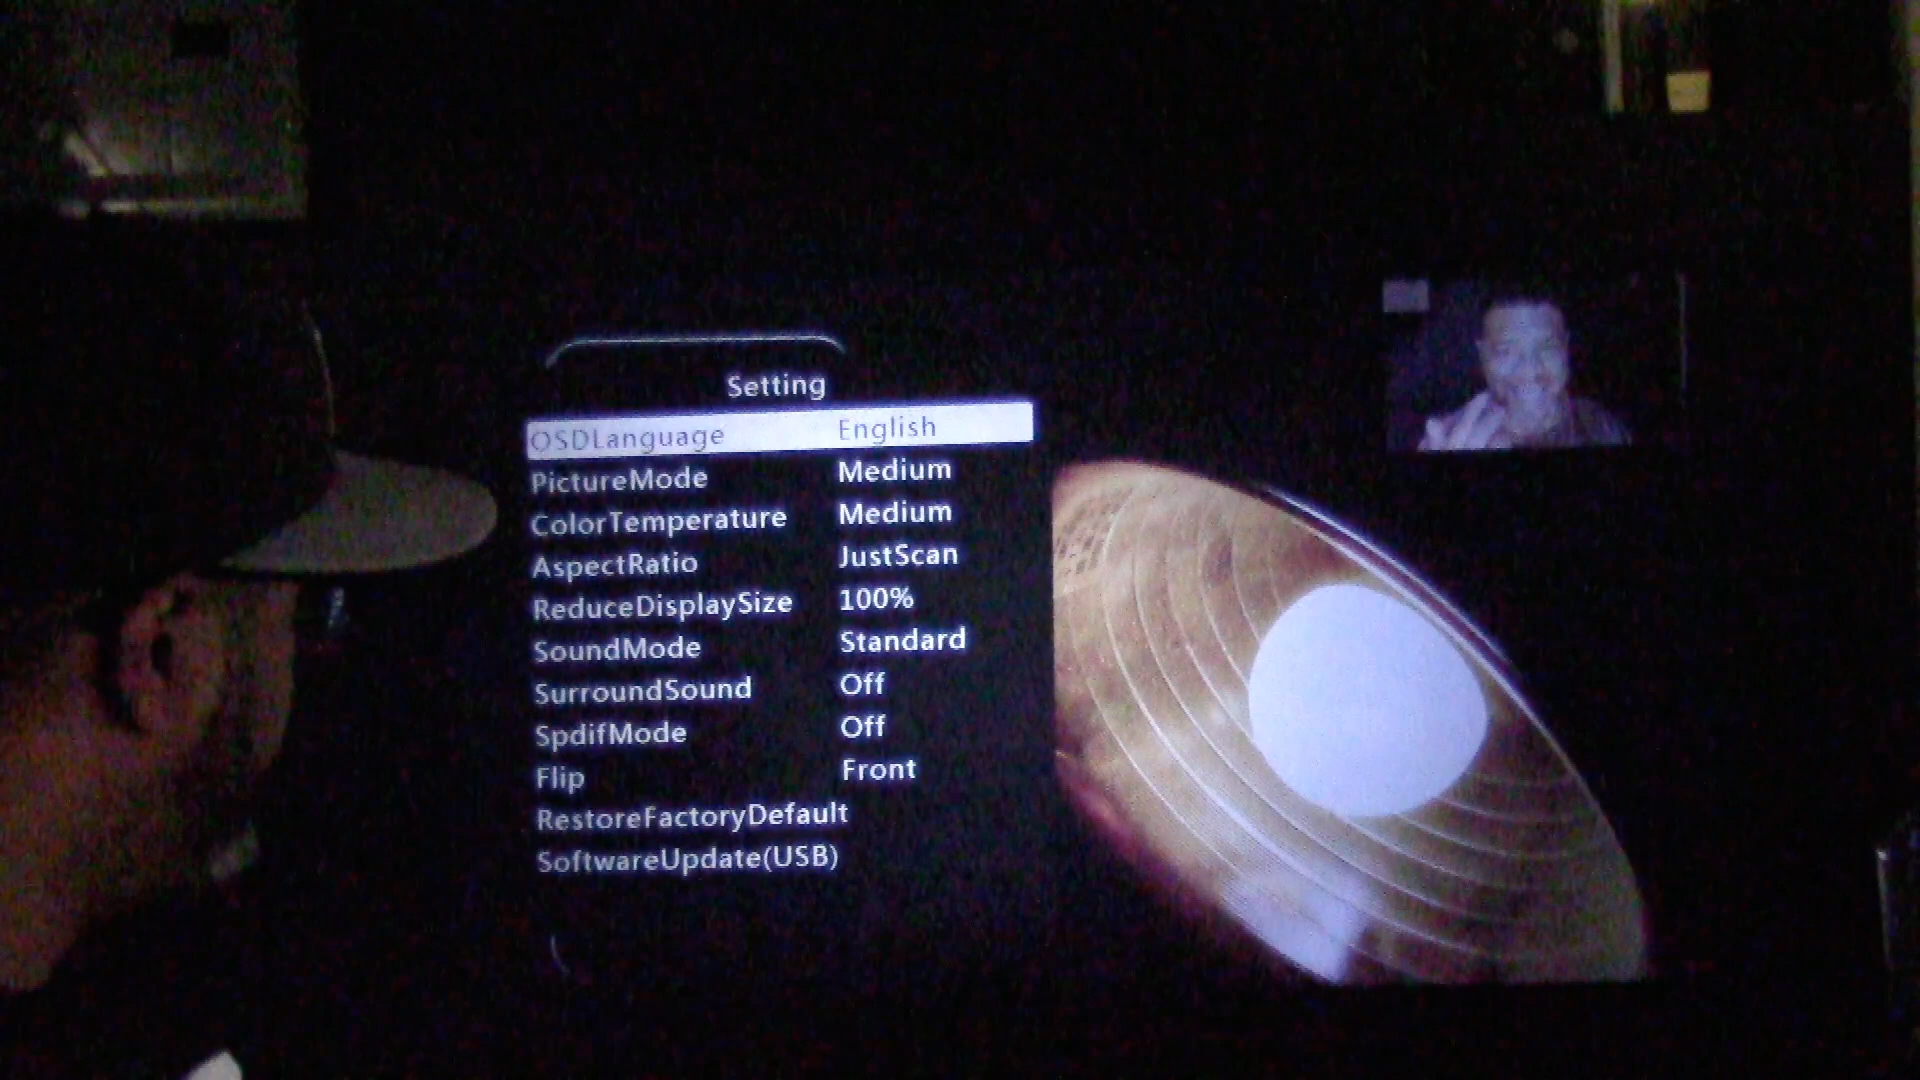 Setting
OSDLanguage English
PictureMode Medium
ColorTemperature Medium
AspectRatio JustScan
ReduceDisplaySize 100%
SoundMode Standard
SurroundSound Off
SpdifMode Off
Flip Front
RestoreFactoryDefault
SoftwareUpdate(USB)